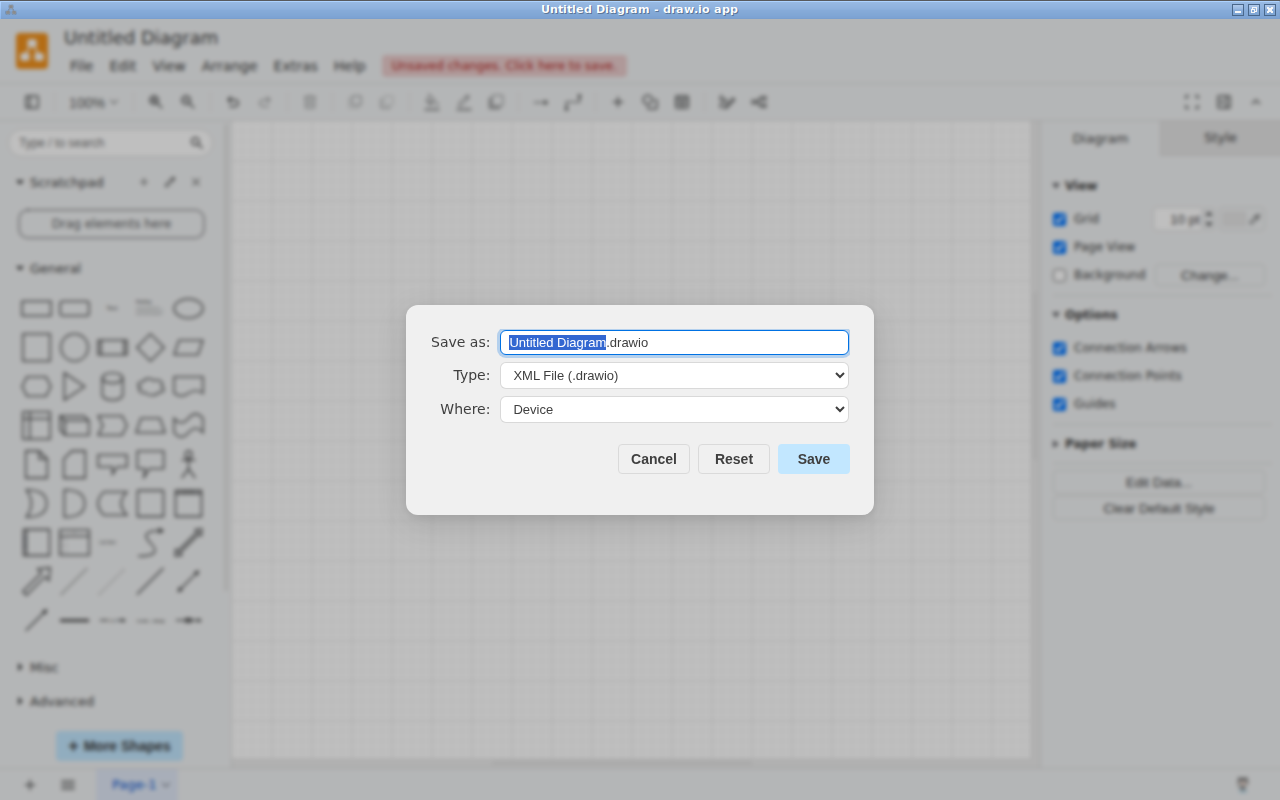 Untitled Diagram - draw.io app
Untitled Diagram
File Edit View Arrange Extras Help Unsaved changes. Click here to save.
100%
Type / to search
Scratchpad
Drag elements here
General
Misc
Advanced
+ More Shapes
Page-1
Save as: Untitled Diagram.drawio
Type: XML File (.drawio)
Where: Device
Cancel Reset Save
Diagram Style
View
Grid 10 pt
Page View
Background Change...
Options
Connection Arrows
Connection Points
Guides
Paper Size
Edit Data...
Clear Default Style